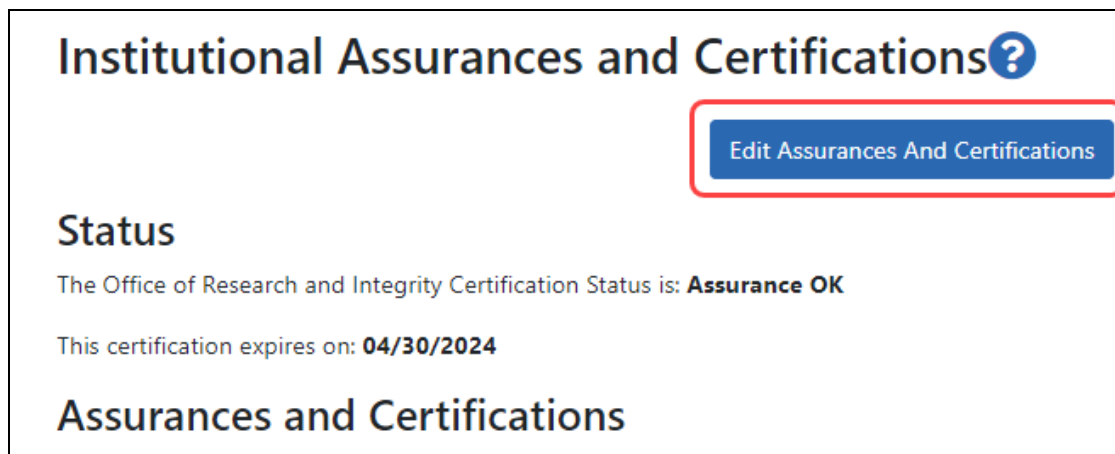 Institutional Assurances and Certifications?
Edit Assurances And Certifications
Status
The Office of Research and Integrity Certification Status is: Assurance OK
This certification expires on: 04/30/2024
Assurances and Certifications